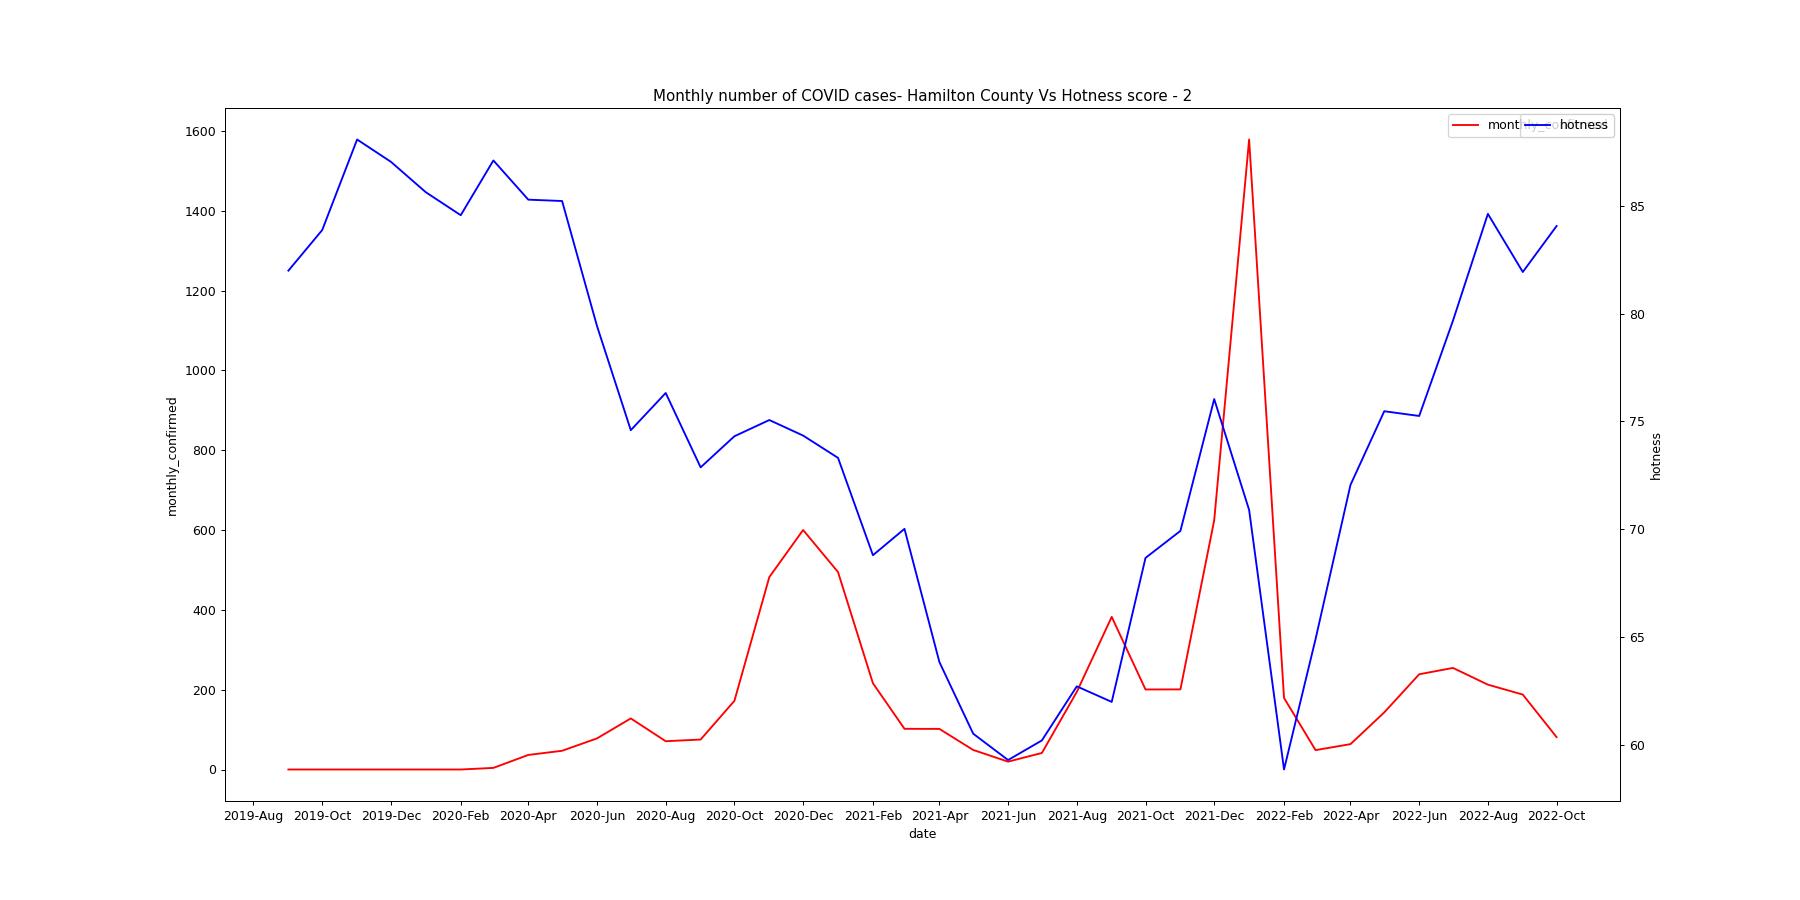 Monthly number of COVID cases- Hamilton County Vs Hotness score - 2
monthly_confirmed
hotness
1600
1400
1200
1000
800
600
400
200
0
monthly_confirmed
85
80
75
70
65
60
hotness
2019-Aug 2019-Oct 2019-Dec 2020-Feb 2020-Apr 2020-Jun 2020-Aug 2020-Oct 2020-Dec 2021-Feb 2021-Apr 2021-Jun 2021-Aug 2021-Oct 2021-Dec 2022-Feb 2022-Apr 2022-Jun 2022-Aug 2022-Oct
date